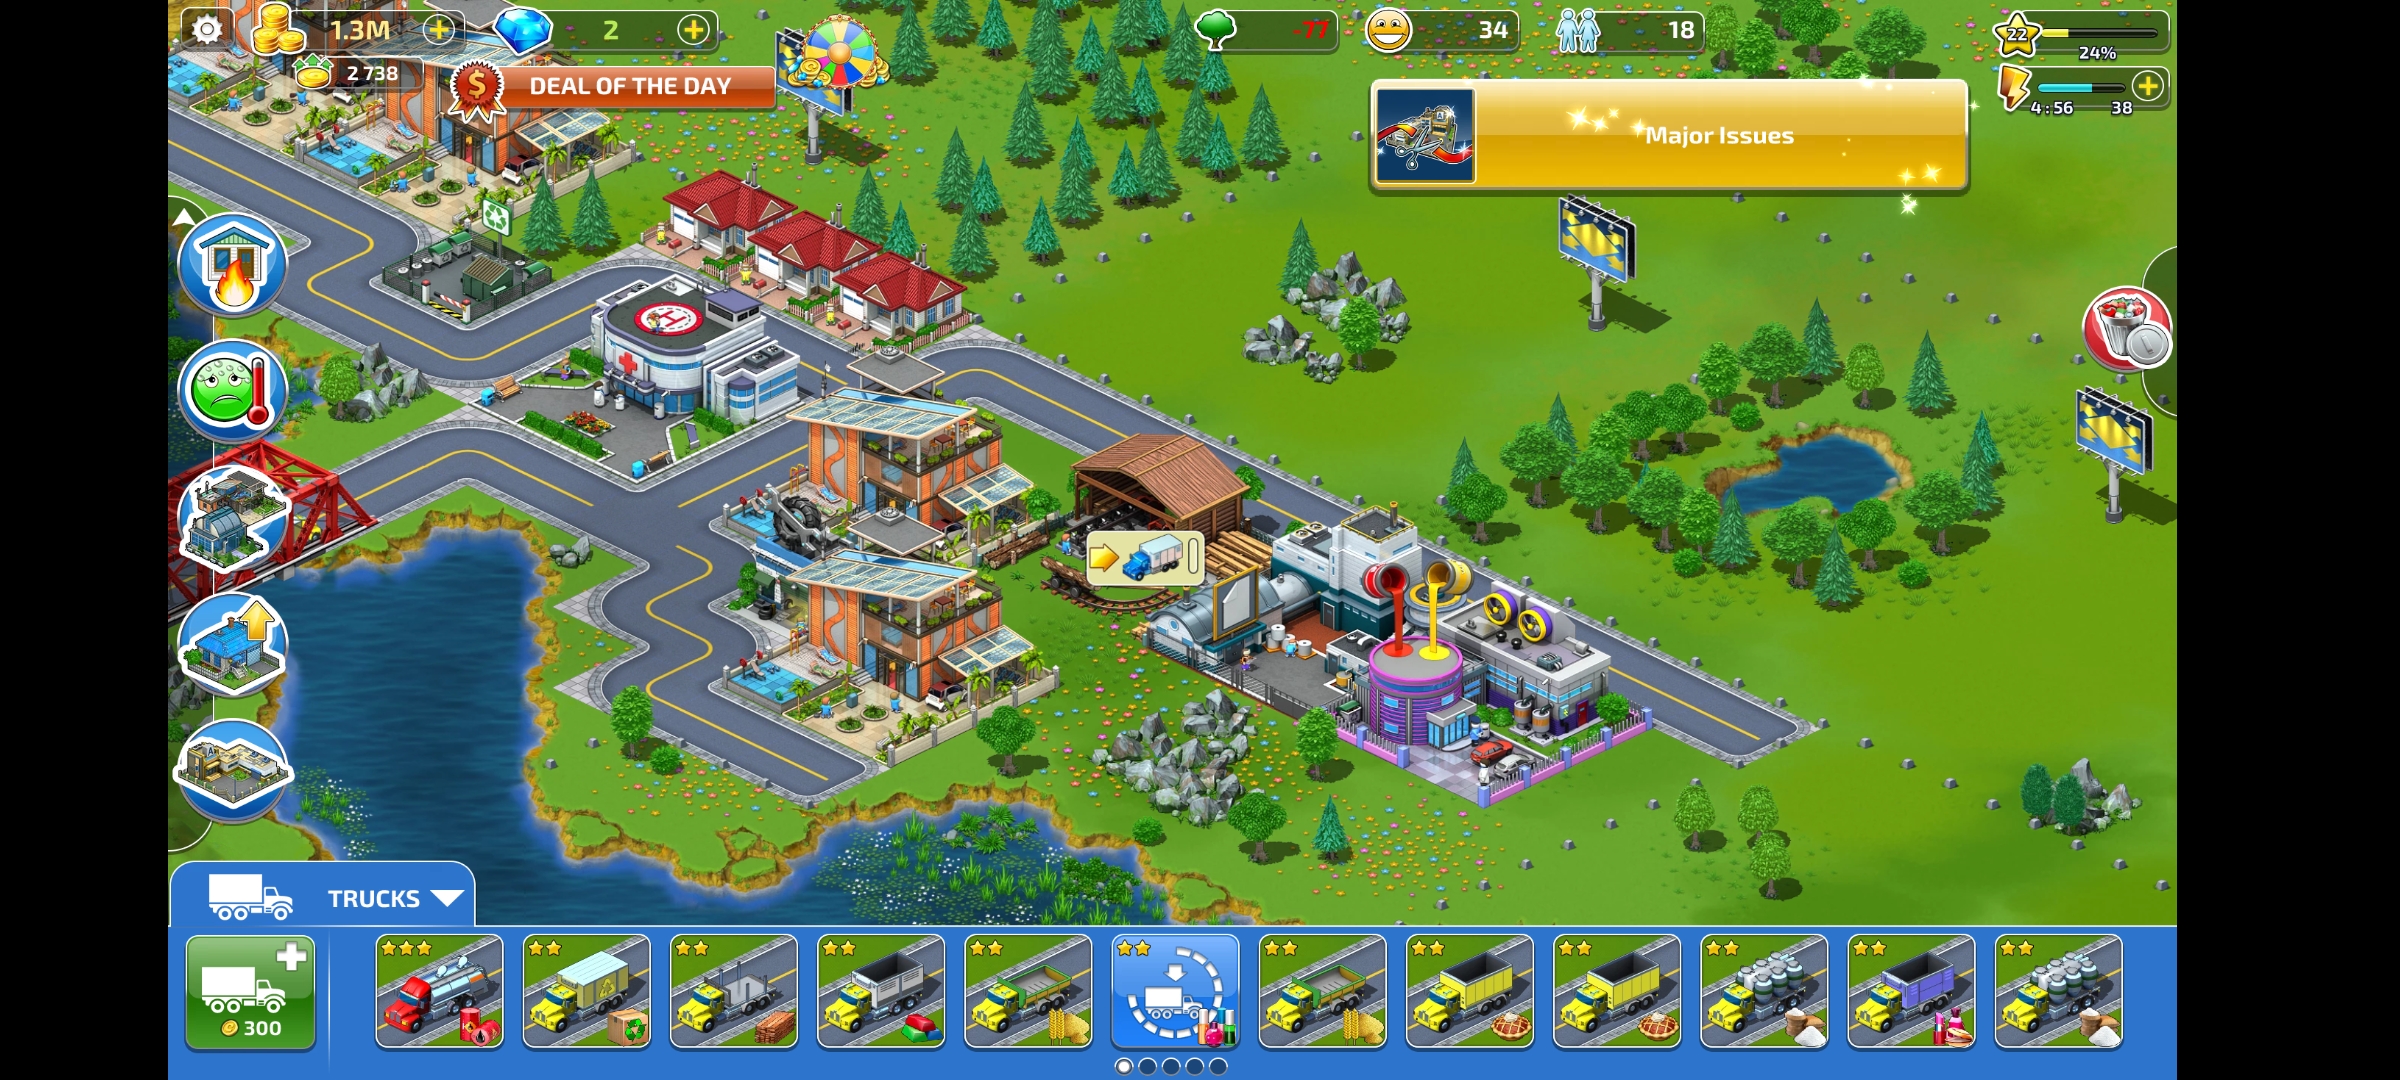 1.3M
2
-77
34
18
22
24%
2 738
DEAL OF THE DAY
4:56
38
Major Issues
H
TRUCKS
300